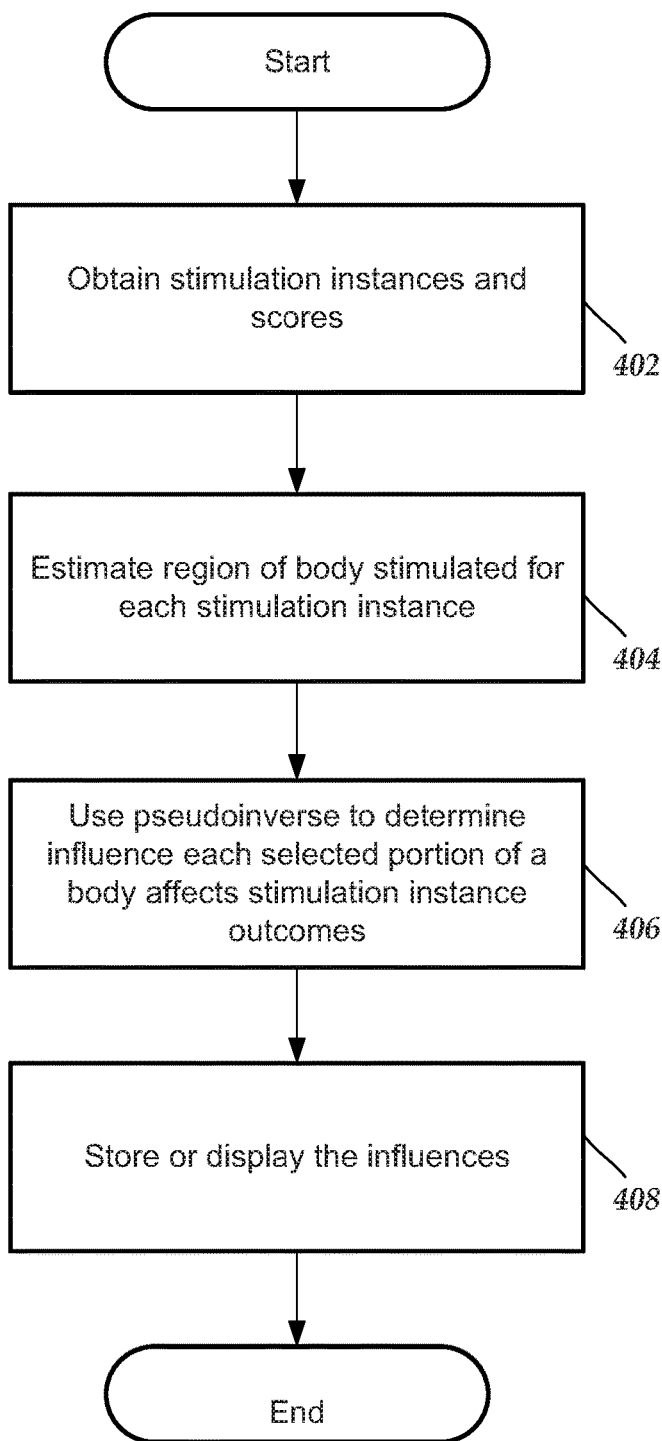 Start
Obtain stimulation instances and
scores
402
Estimate region of body stimulated for
each stimulation instance
404
Use pseudoinverse to determine
influence each selected portion of a
body affects stimulation instance
outcomes
406
Store or display the influences
408
End